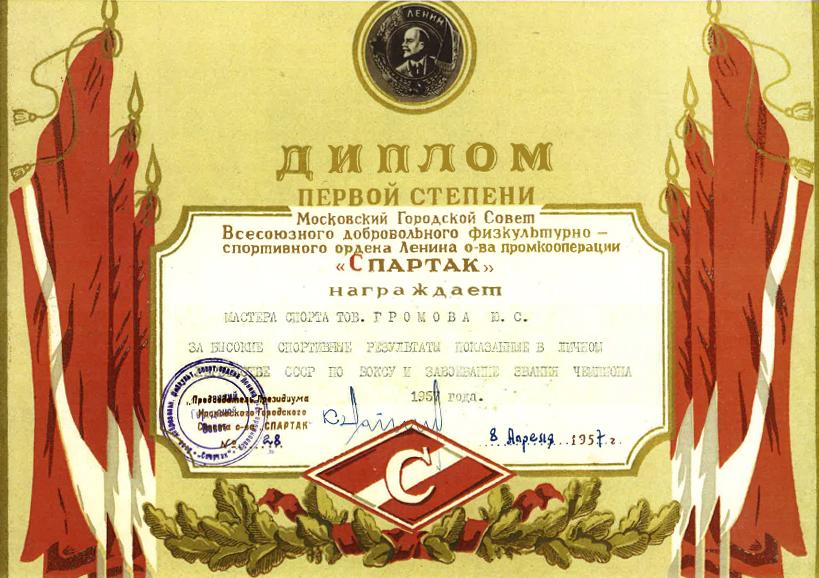 ЛЕНИН
ДИПЛОМ
ПЕРВОЙ СТЕПЕНИ
Московский Городской Совет
Всесоюзного добровольного физкультурно –
спортивного ордена Ленина о-ва промкооперации
«СПАРТАК»
награждает
МАСТЕРА СПОРТА ТОВ. ГРОМОВА Ю. С.
ЗА ВЫСОКИЕ СПОРТИВНЫЕ РЕЗУЛЬТАТЫ ПОКАЗАННЫЕ В ЛИЧНОМ
СССР ПО БОКСУ И ЗАВОЕВАНИЕ ЗВАНИЯ ЧЕМПИОНА
1957 года.
Председатель Президиума
Московского Городского
Совета о-ва „СПАРТАК"
№ 28
8 Апреля 1957 г.
С